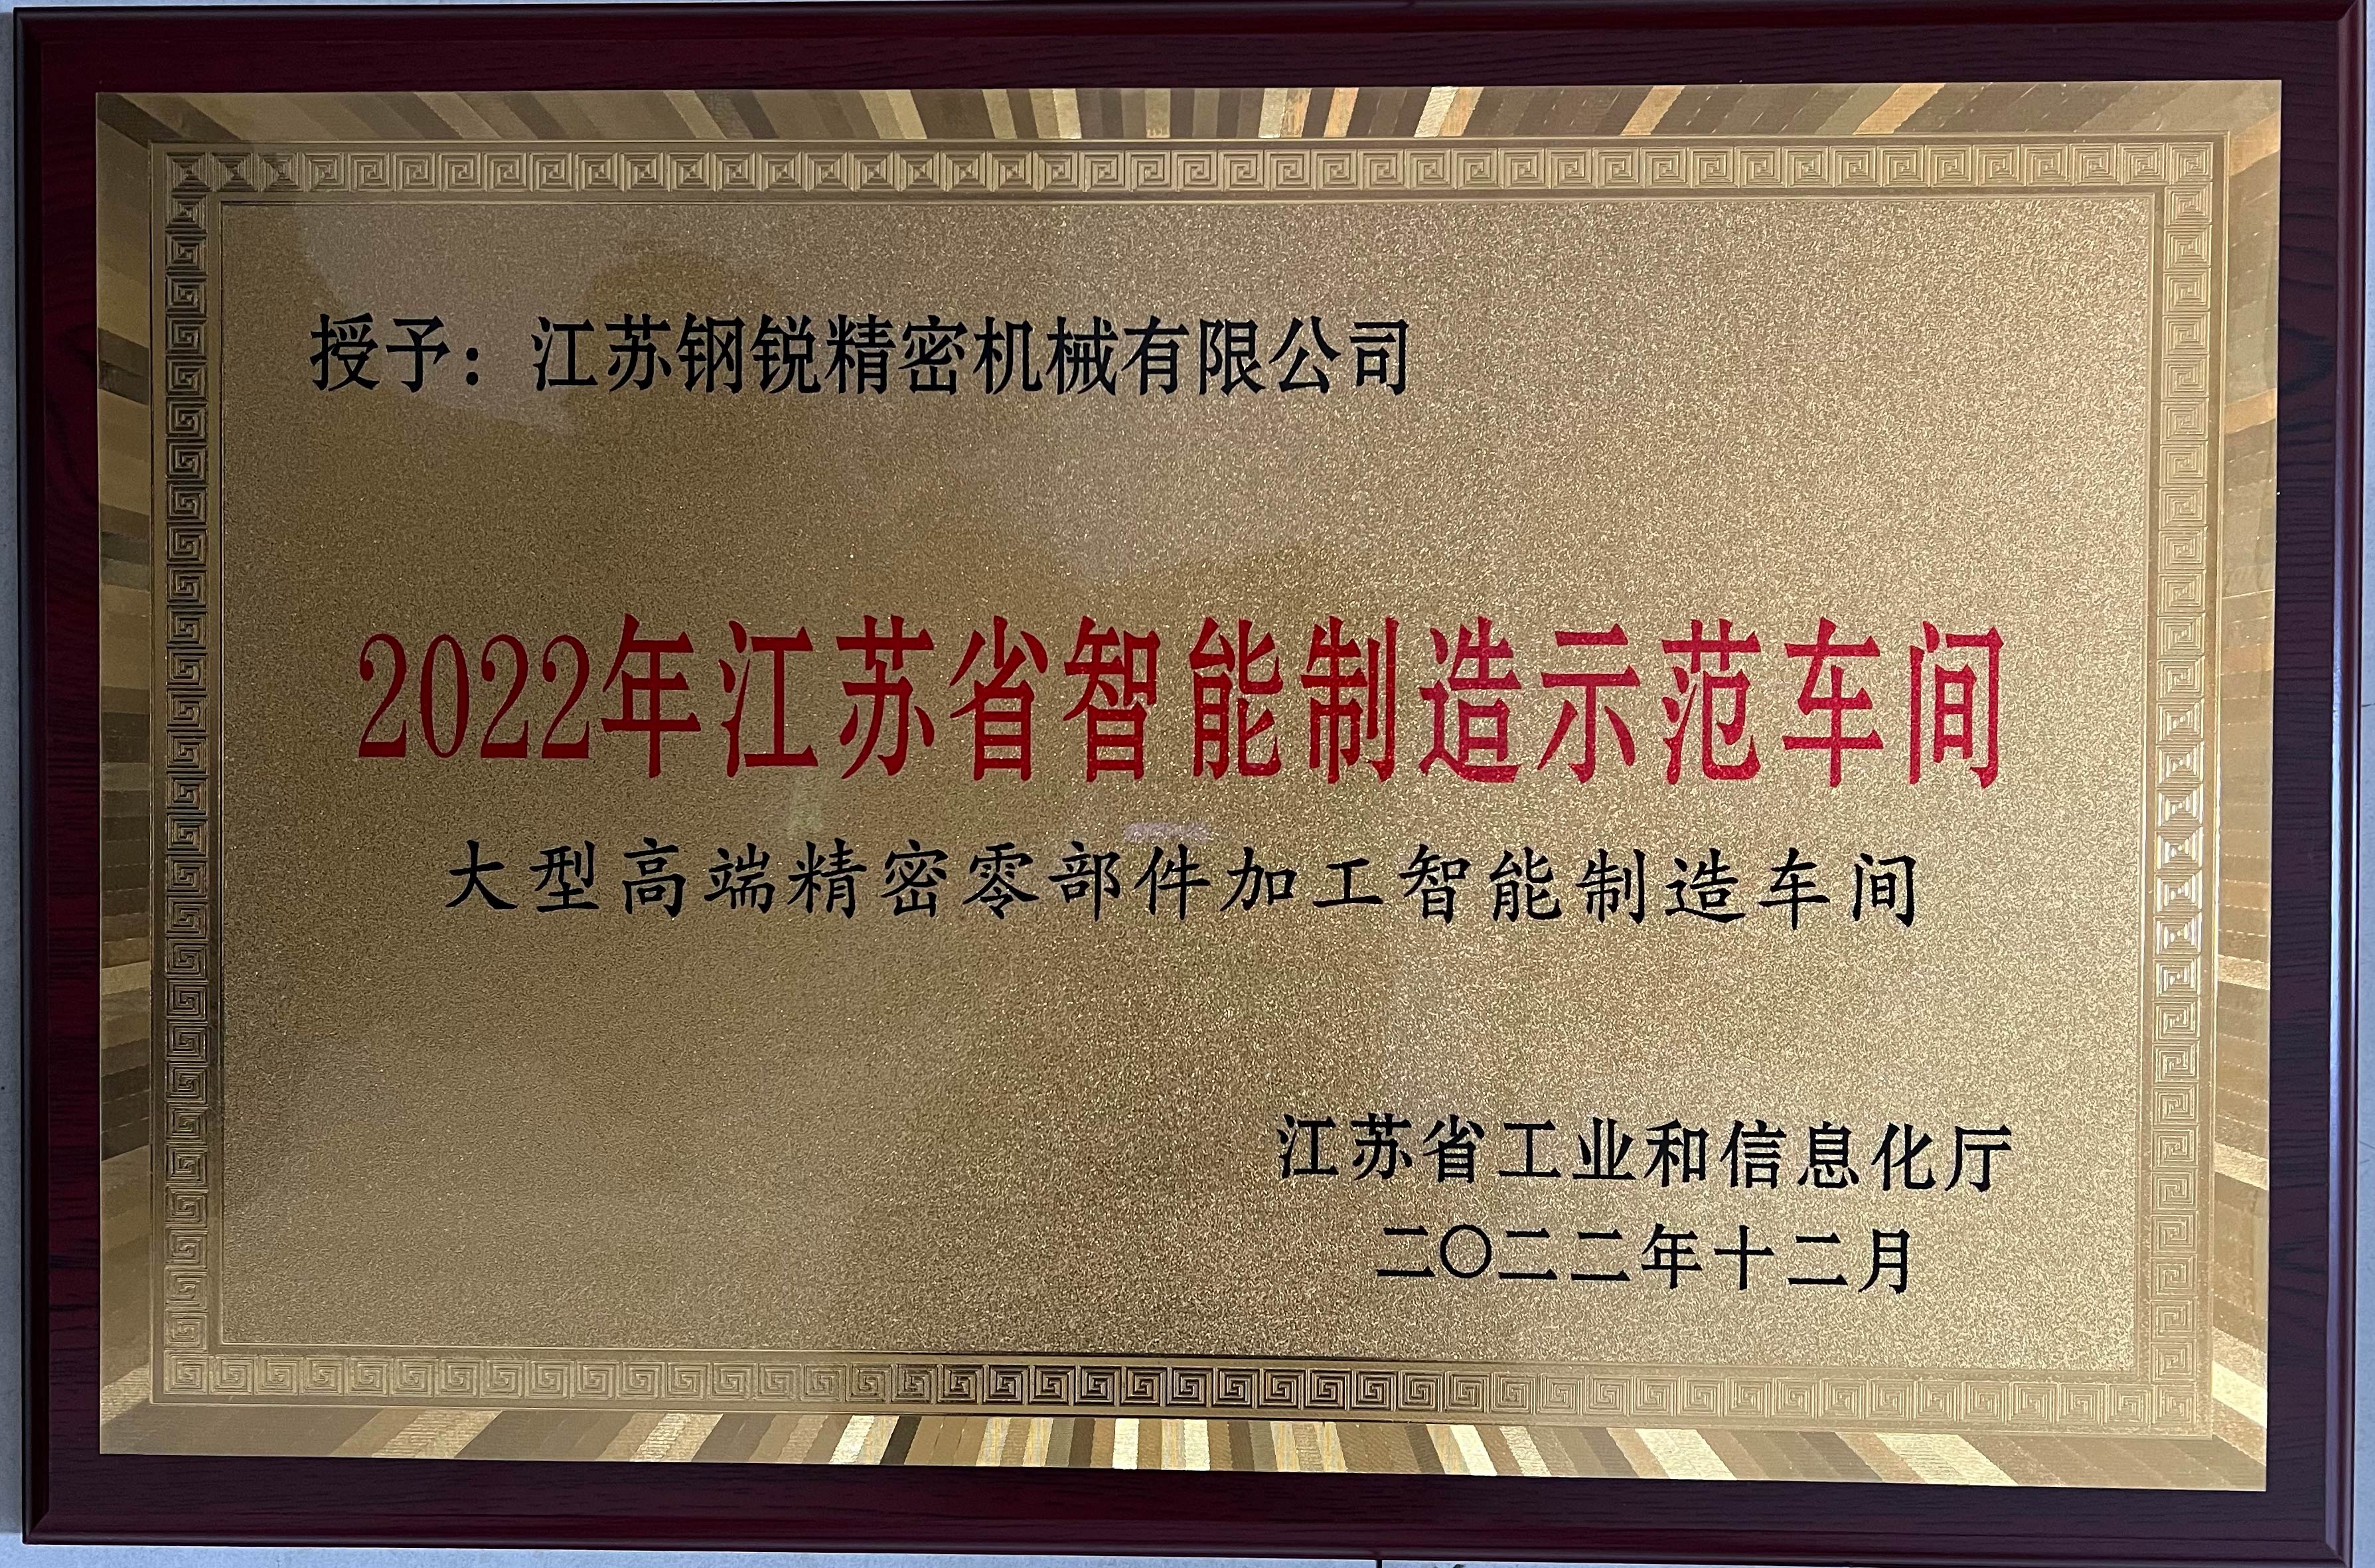 授予：江苏钢锐精密机械有限公司
2022年江苏省智能制造示范车间
大型高端精密零部件加工智能制造车间
江苏省工业和信息化厅
二〇二二年十二月